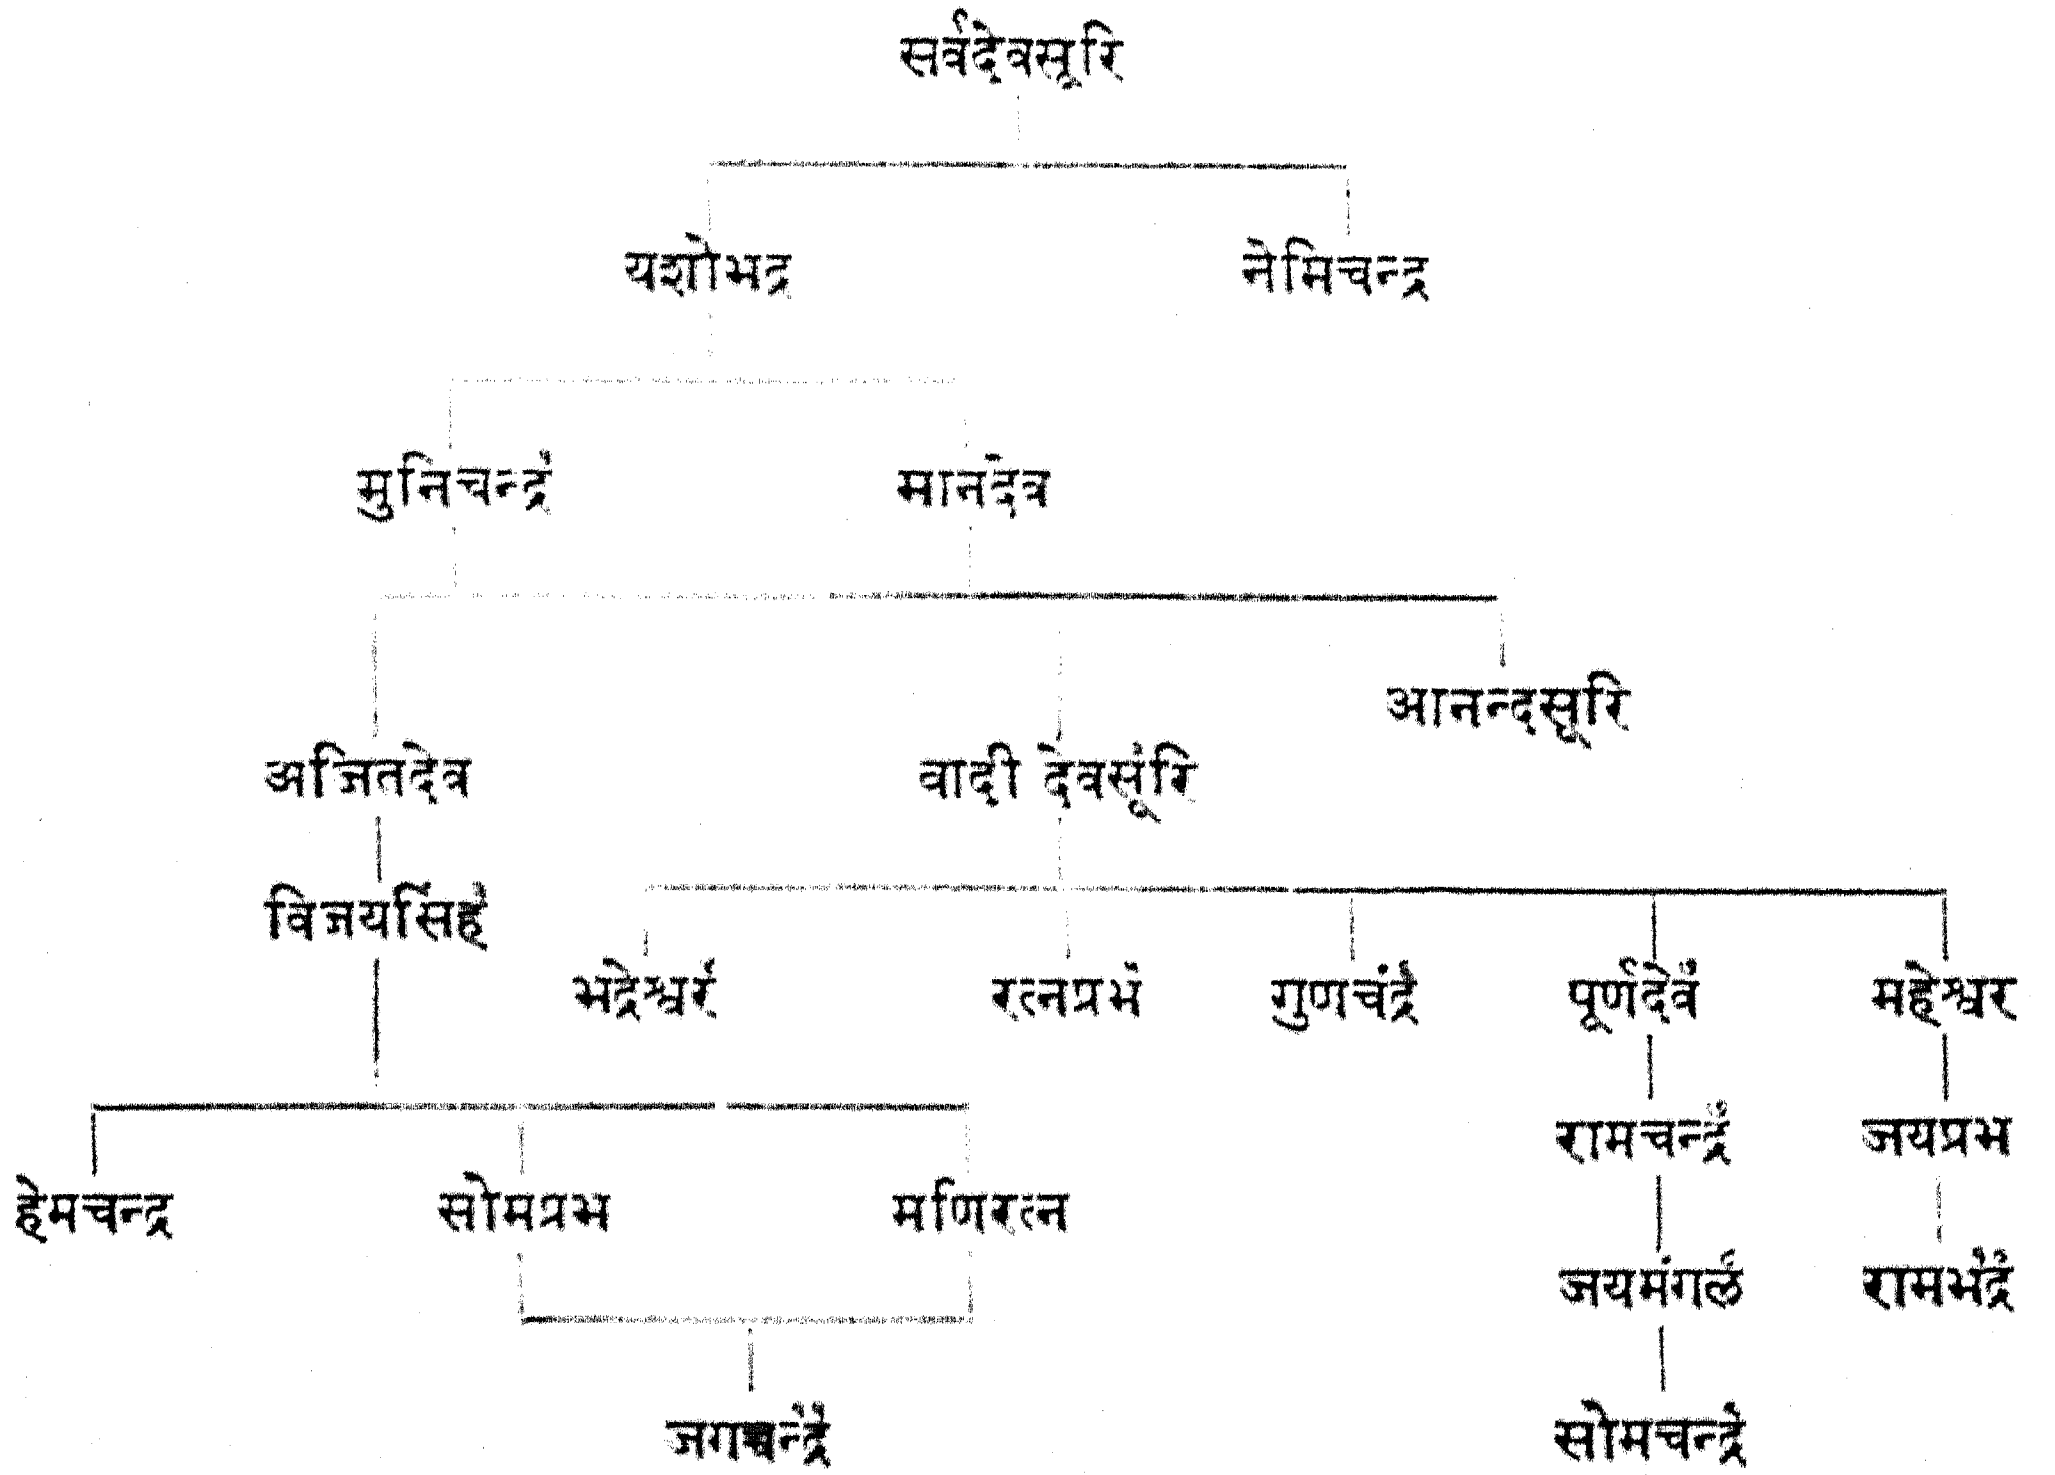 सर्वदेवसूरि
यशोभद्र नेमिचन्द्र
मुनिचन्द्र१ मानदेव
आनन्दसूरि
अजितदेव वादी देवसूरि
विजयसिंह
भद्रेश्वर रत्नप्रभ गुणचंद्र पूर्णदेव महेश्वर
रामचन्द्र जयप्रभ
हेमचन्द्र सोमप्रभ मणिरत्न
जयमंगल रामभद्र
जगच्चन्द्र सोमचन्द्र